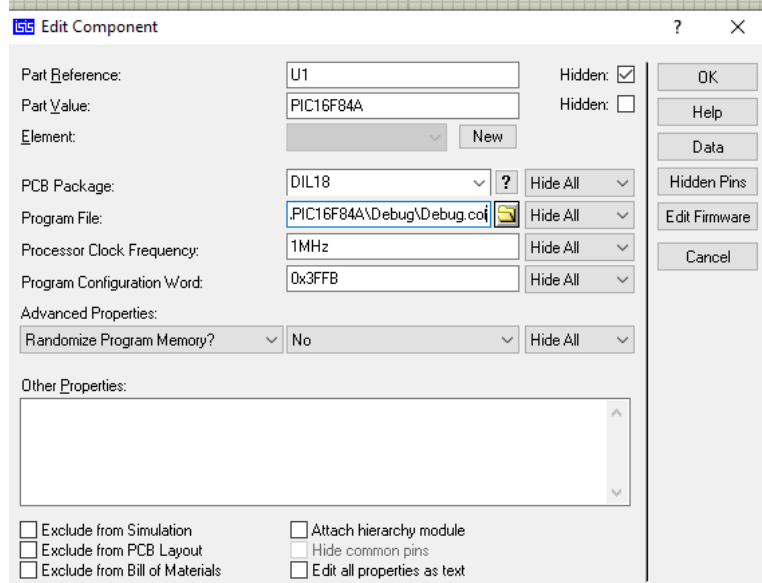 ISIS Edit Component ? X
Part Reference: U1 Hidden: OK
Part Value: PIC16F84A Hidden: Help
Element: New Data
PCB Package: DIL18 ? Hide All Hidden Pins
Program File: .PIC16F84A\Debug\Debug.cof Hide All Edit Firmware
Processor Clock Frequency: 1MHz Hide All Cancel
Program Configuration Word: 0x3FFB Hide All
Advanced Properties:
Randomize Program Memory? No Hide All
Other Properties:
Exclude from Simulation Attach hierarchy module
Exclude from PCB Layout Hide common pins
Exclude from Bill of Materials Edit all properties as text